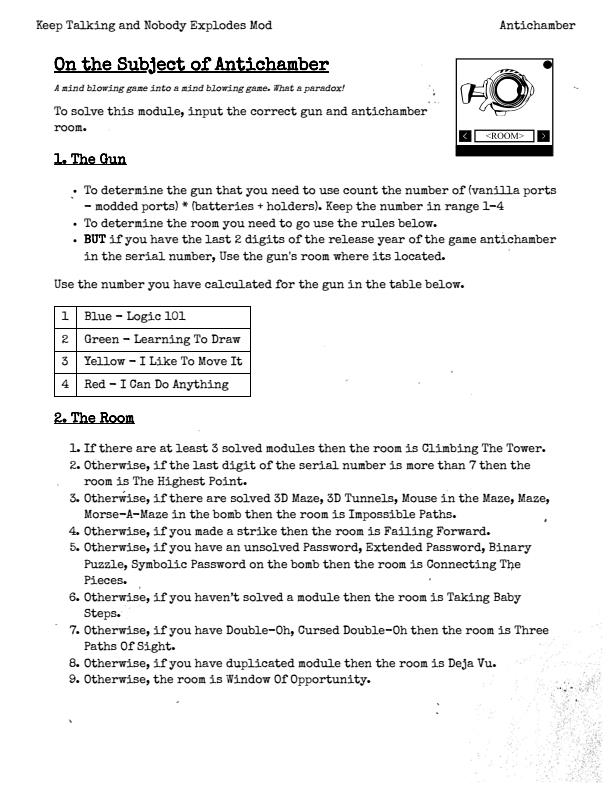 Keep Talking and Nobody Explodes Mod
Antichamber
On the Subject of Antichamber
A mind blowing game into a mind blowing game. What a paradox!
To solve this module, input the correct gun and antichamber
room.
< <ROOM> >
1. The Gun
• To determine the gun that you need to use count the number of (vanilla ports
- modded ports) * (batteries + holders). Keep the number in range 1-4
• To determine the room you need to go use the rules below.
• BUT if you have the last 2 digits of the release year of the game antichamber
in the serial number, Use the gun's room where its located.
Use the number you have calculated for the gun in the table below.
1 Blue - Logic 101
2 Green - Learning To Draw
3 Yellow - I Like To Move It
4 Red - I Can Do Anything
2. The Room
1. If there are at least 3 solved modules then the room is Climbing The Tower.
2. Otherwise, if the last digit of the serial number is more than 7 then the
room is The Highest Point.
3. Otherwise, if there are solved 3D Maze, 3D Tunnels, Mouse in the Maze, Maze,
Morse-A-Maze in the bomb then the room is Impossible Paths.
4. Otherwise, if you made a strike then the room is Failing Forward.
5. Otherwise, if you have an unsolved Password, Extended Password, Binary
Puzzle, Symbolic Password on the bomb then the room is Connecting The
Pieces.
6. Otherwise, if you haven't solved a module then the room is Taking Baby
Steps.
7. Otherwise, if you have Double-Oh, Cursed Double-Oh then the room is Three
Paths Of Sight.
8. Otherwise, if you have duplicated module then the room is Deja Vu.
9. Otherwise, the room is Window Of Opportunity.